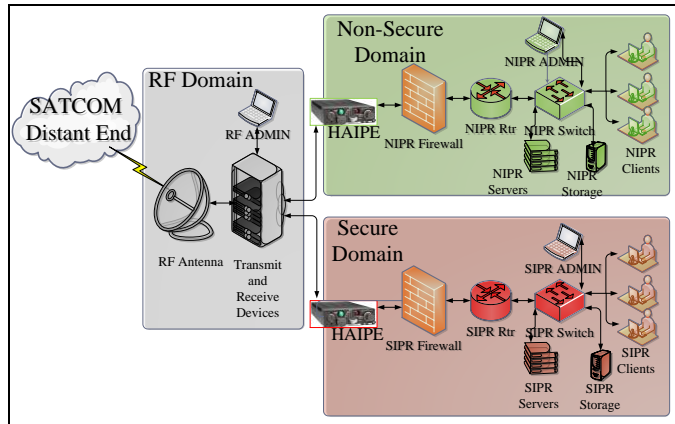 SATCOM
Distant End
RF Domain
RF ADMIN
RF Antenna
Transmit
and
Receive
Devices
Non-Secure
Domain
NIPR ADMIN
HAIPE
NIPR Firewall
NIPR Rtr
NIPR Switch
NIPR
Servers
NIPR
Storage
NIPR
Clients
Secure
Domain
SIPR ADMIN
HAIPE
SIPR Firewall
SIPR Rtr
SIPR Switch
SIPR
Servers
SIPR
Storage
SIPR
Clients